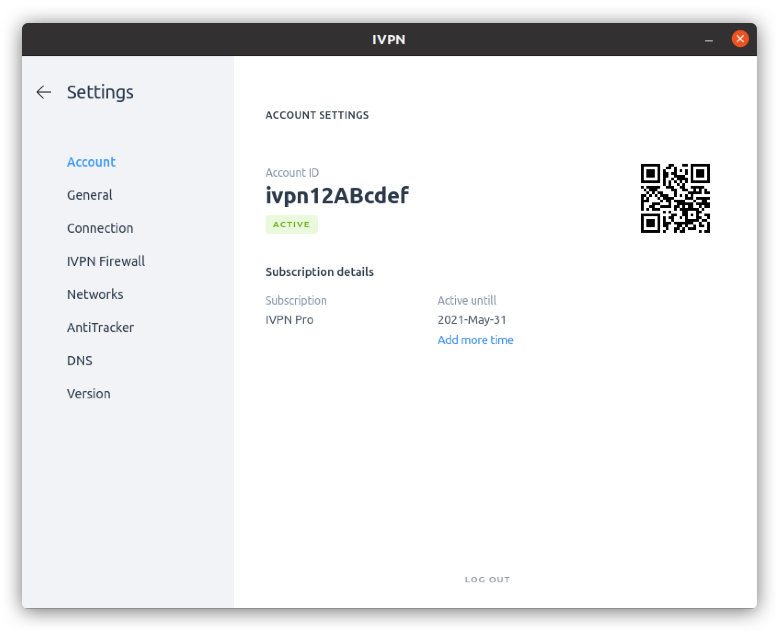 IVPN
Settings
Account
General
Connection
IVPN Firewall
Networks
AntiTracker
DNS
Version
ACCOUNT SETTINGS
Account ID
ivpn12ABcdef
ACTIVE
Subscription details
Subscription
IVPN Pro
Active untill
2021-May-31
Add more time
LOG OUT